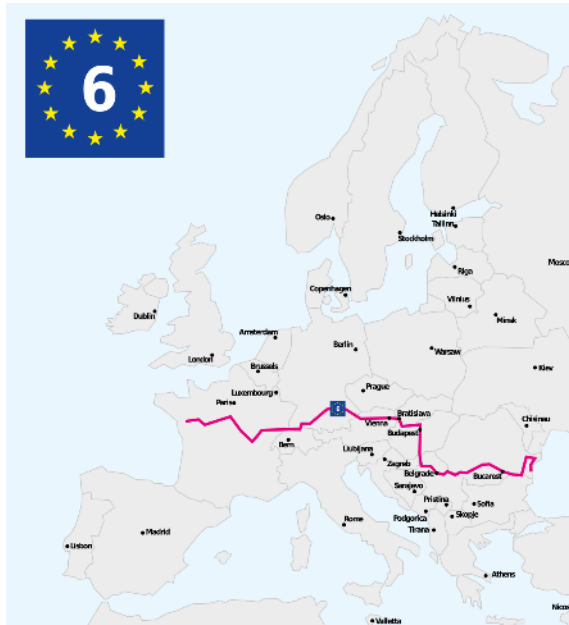 6
Oslo
Helsinki
Tallinn
Stockholm
Mosco
Riga
Copenhagen
Vilnius
Dublin
Minsk
Amsterdam
Berlin
Warsaw
London
Brussels
Kiev
Prague
Luxembourg
Paris
Bratislava
Chisinau
Vienna
Budapest
Bern
Ljubljana
Zagreb
Belgrade
Bucarest
Sarajevo
Pristina
Sofia
Podgorica
Skopje
Rome
Tirana
Madrid
Lisbon
Athens
Nicos
Valletta